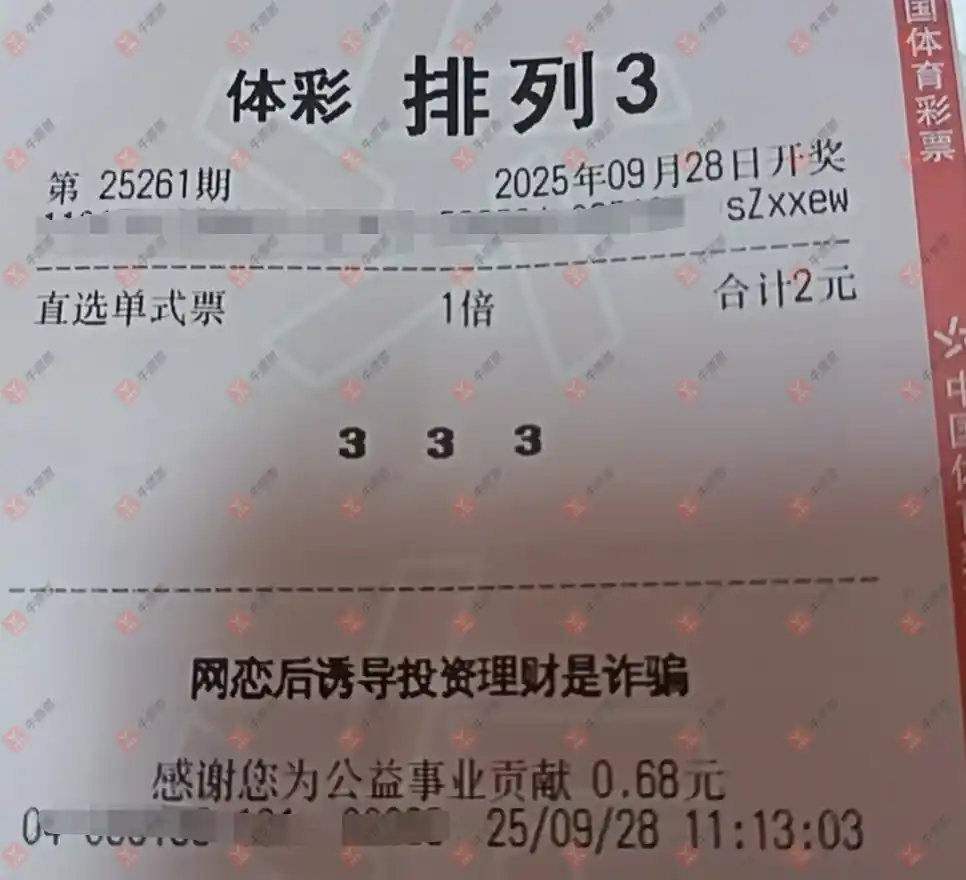 体彩 排列3
第 25261期 2025年09月28日开奖
sZxxew
直选单式票 1倍 合计2元
3 3 3
网恋后诱导投资理财是诈骗
感谢您为公益事业贡献 0.68元
25/09/28 11:13:03
国体育彩票
中国体